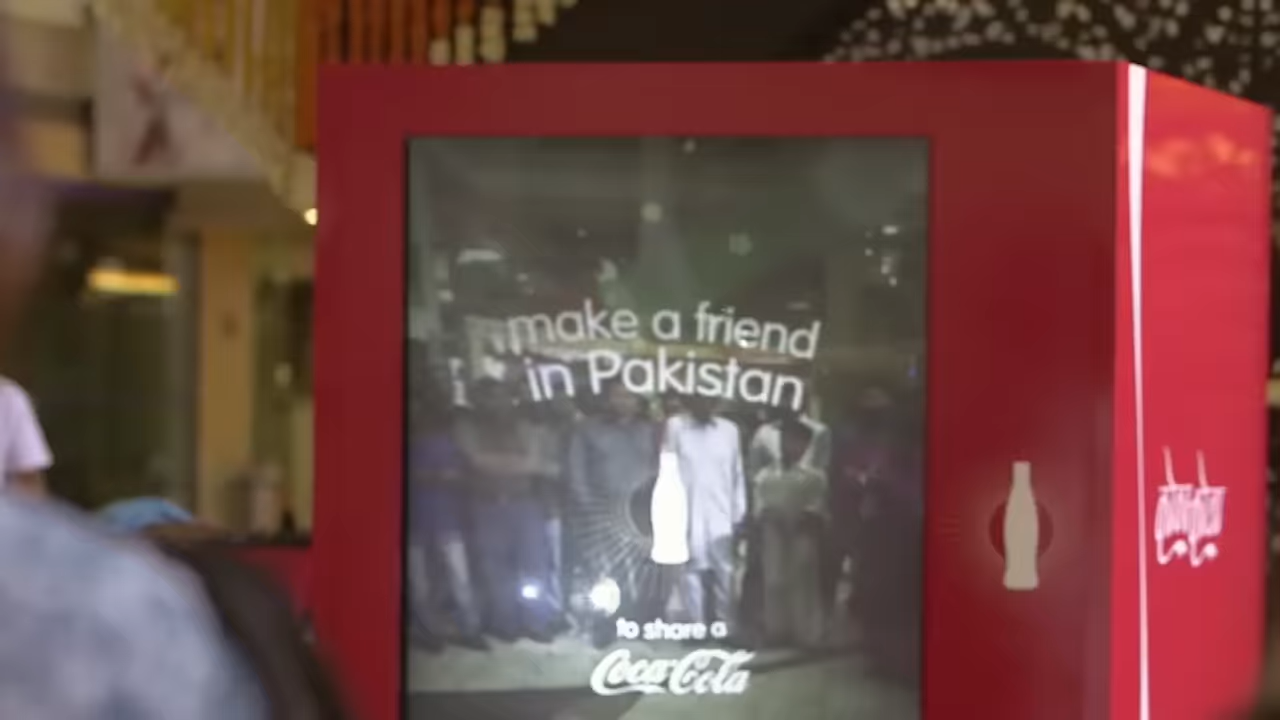 make a friend
in Pakistan
to share a
Coca-Cola